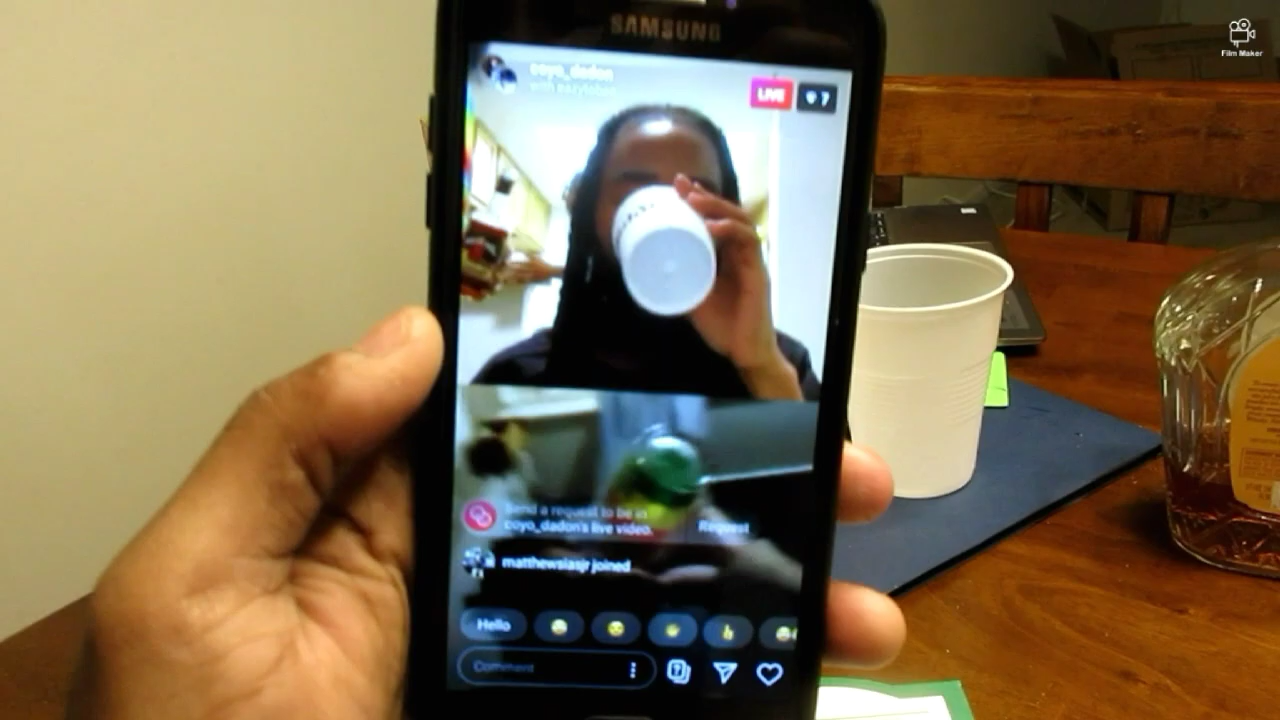 SAMSUNG
Film Maker
coyo_dadon
LIVE
7
Send a request to be in
coyo_dadon's live video.
Request
matthewsiasjr joined
Hello
Comment